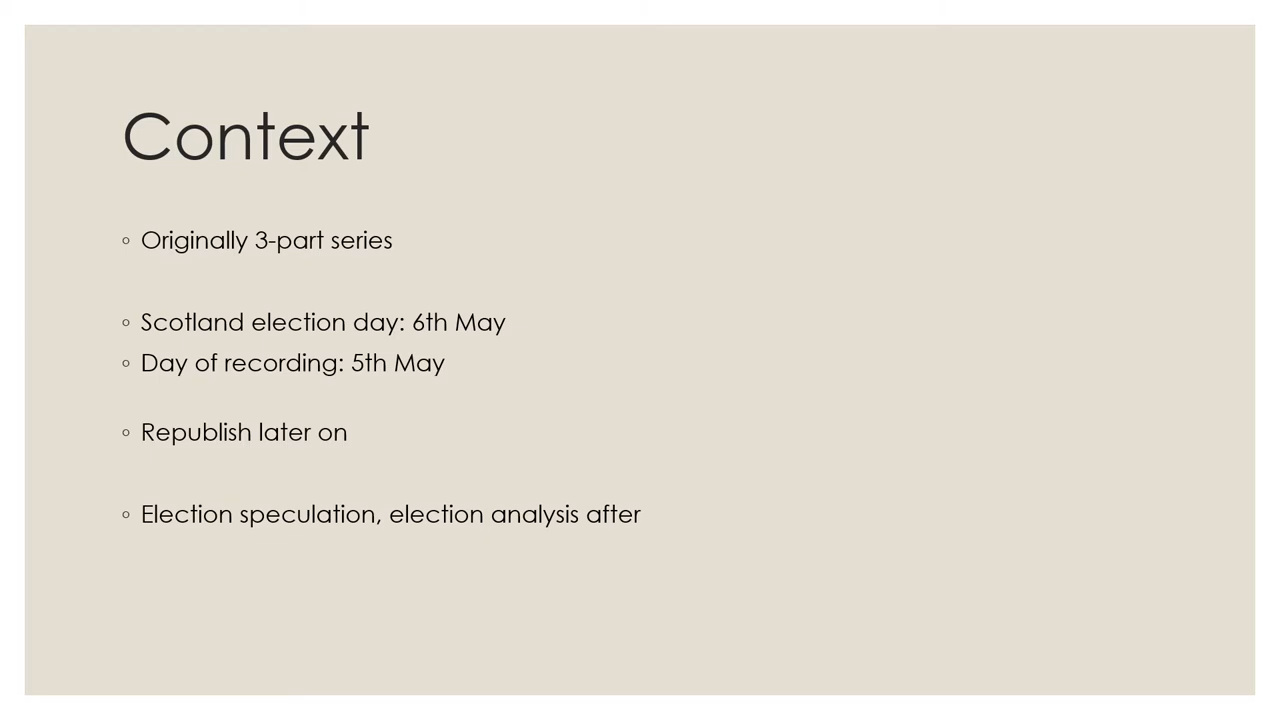 Context
◦ Originally 3-part series
◦ Scotland election day: 6th May
◦ Day of recording: 5th May
◦ Republish later on
◦ Election speculation, election analysis after